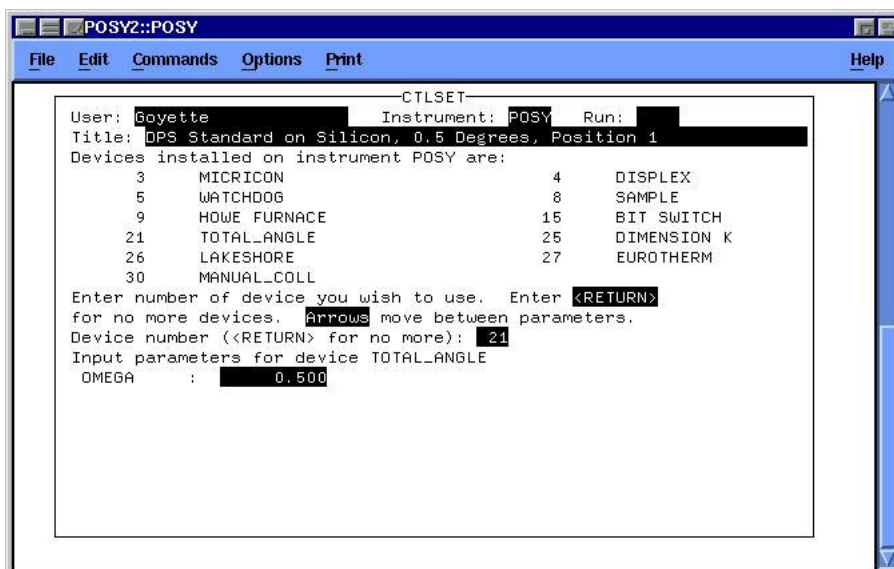 POSY2::POSY
File Edit Commands Options Print Help
CTLSET
User: Goyette Instrument: POSY Run:
Title: DPS Standard on Silicon, 0.5 Degrees, Position 1
Devices installed on instrument POSY are:
3 MICRICON 4 DISPLEX
5 WATCHDOG 8 SAMPLE
9 HOWE FURNACE 15 BIT SWITCH
21 TOTAL_ANGLE 25 DIMENSION K
26 LAKESHORE 27 EUROTHERM
30 MANUAL_COLL
Enter number of device you wish to use. Enter <RETURN>
for no more devices. Arrows move between parameters.
Device number (<RETURN> for no more): 21
Input parameters for device TOTAL_ANGLE
OMEGA : 0.500